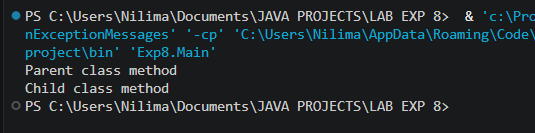 PS C:\Users\Nilima\Documents\JAVA PROJECTS\LAB EXP 8>  & 'c:\Pro
nExceptionMessages' '-cp' 'C:\Users\Nilima\AppData\Roaming\Code\
project\bin' 'Exp8.Main'
Parent class method
Child class method
PS C:\Users\Nilima\Documents\JAVA PROJECTS\LAB EXP 8>